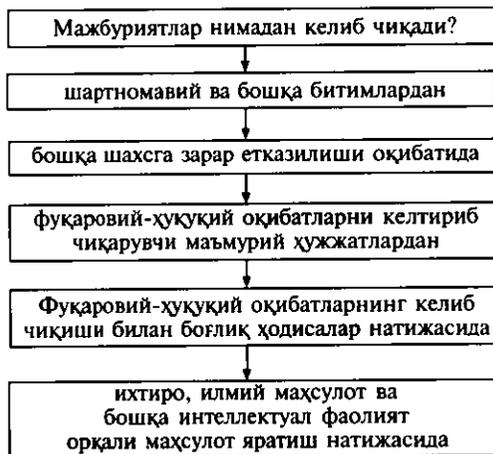 Мажбуриятлар нимадан келиб чиқади?
шартномавий ва бошқа битимлардан
бошқа шахсга зарар етказилиши оқибатида
фуқаровий-ҳуқуқий оқибатларни келтириб
чиқарувчи маъмурий ҳужжатлардан
Фуқаровий-ҳуқуқий оқибатларнинг келиб
чиқиши билан боғлиқ ҳодисалар натижасида
ихтиро, илмий маҳсулот ва
бошқа интеллектуал фаолият
орқали маҳсулот яратиш натижасида